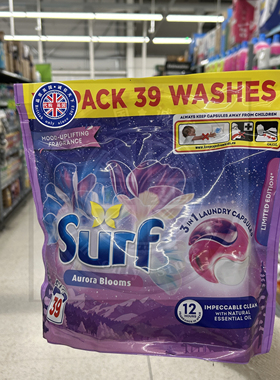 PACK 39 WASHES
ALWAYS KEEP CAPSULES AWAY FROM CHILDREN
MOOD-UPLIFTING
FRAGRANCE
Surf
Aurora Blooms
3 in 1 LAUNDRY CAPSULES
LIMITED EDITION*
39
12
IMPECCABLE CLEAN
WITH NATURAL
ESSENTIAL OIL